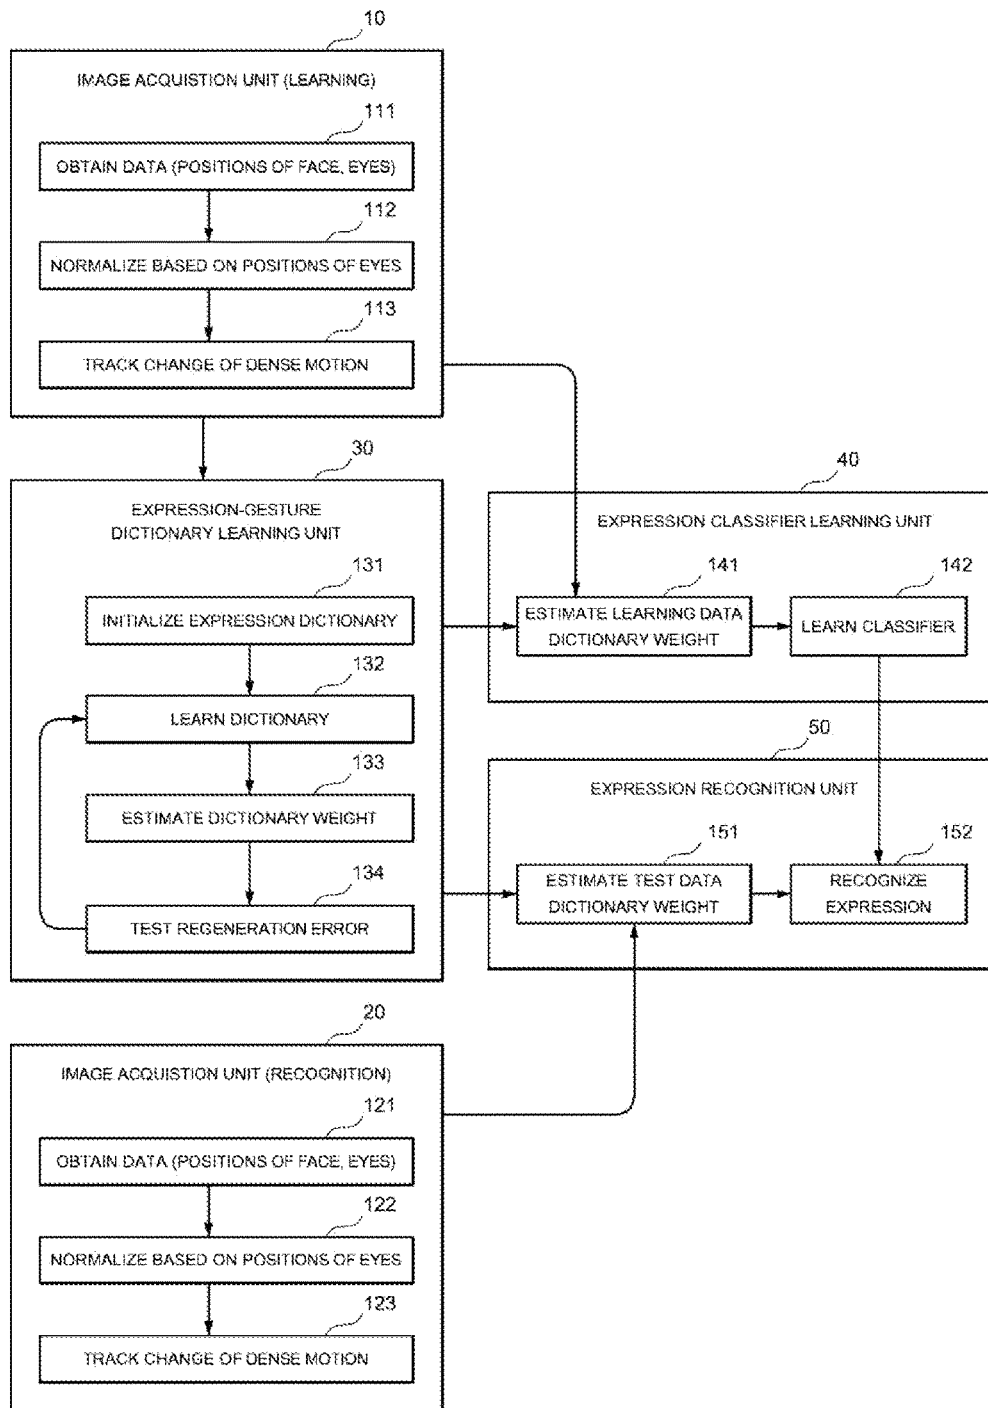 10
IMAGE ACQUISTION UNIT (LEARNING)
111
OBTAIN DATA (POSITIONS OF FACE, EYES)
112
NORMALIZE BASED ON POSITIONS OF EYES
113
TRACK CHANGE OF DENSE MOTION
30
EXPRESSION-GESTURE
DICTIONARY LEARNING UNIT
131
INITIALIZE EXPRESSION DICTIONARY
132
LEARN DICTIONARY
133
ESTIMATE DICTIONARY WEIGHT
134
TEST REGENERATION ERROR
40
EXPRESSION CLASSIFIER LEARNING UNIT
141
ESTIMATE LEARNING DATA
DICTIONARY WEIGHT
142
LEARN CLASSIFIER
50
EXPRESSION RECOGNITION UNIT
151
ESTIMATE TEST DATA
DICTIONARY WEIGHT
152
RECOGNIZE
EXPRESSION
20
IMAGE ACQUISTION UNIT (RECOGNITION)
121
OBTAIN DATA (POSITIONS OF FACE, EYES)
122
NORMALIZE BASED ON POSITIONS OF EYES
123
TRACK CHANGE OF DENSE MOTION